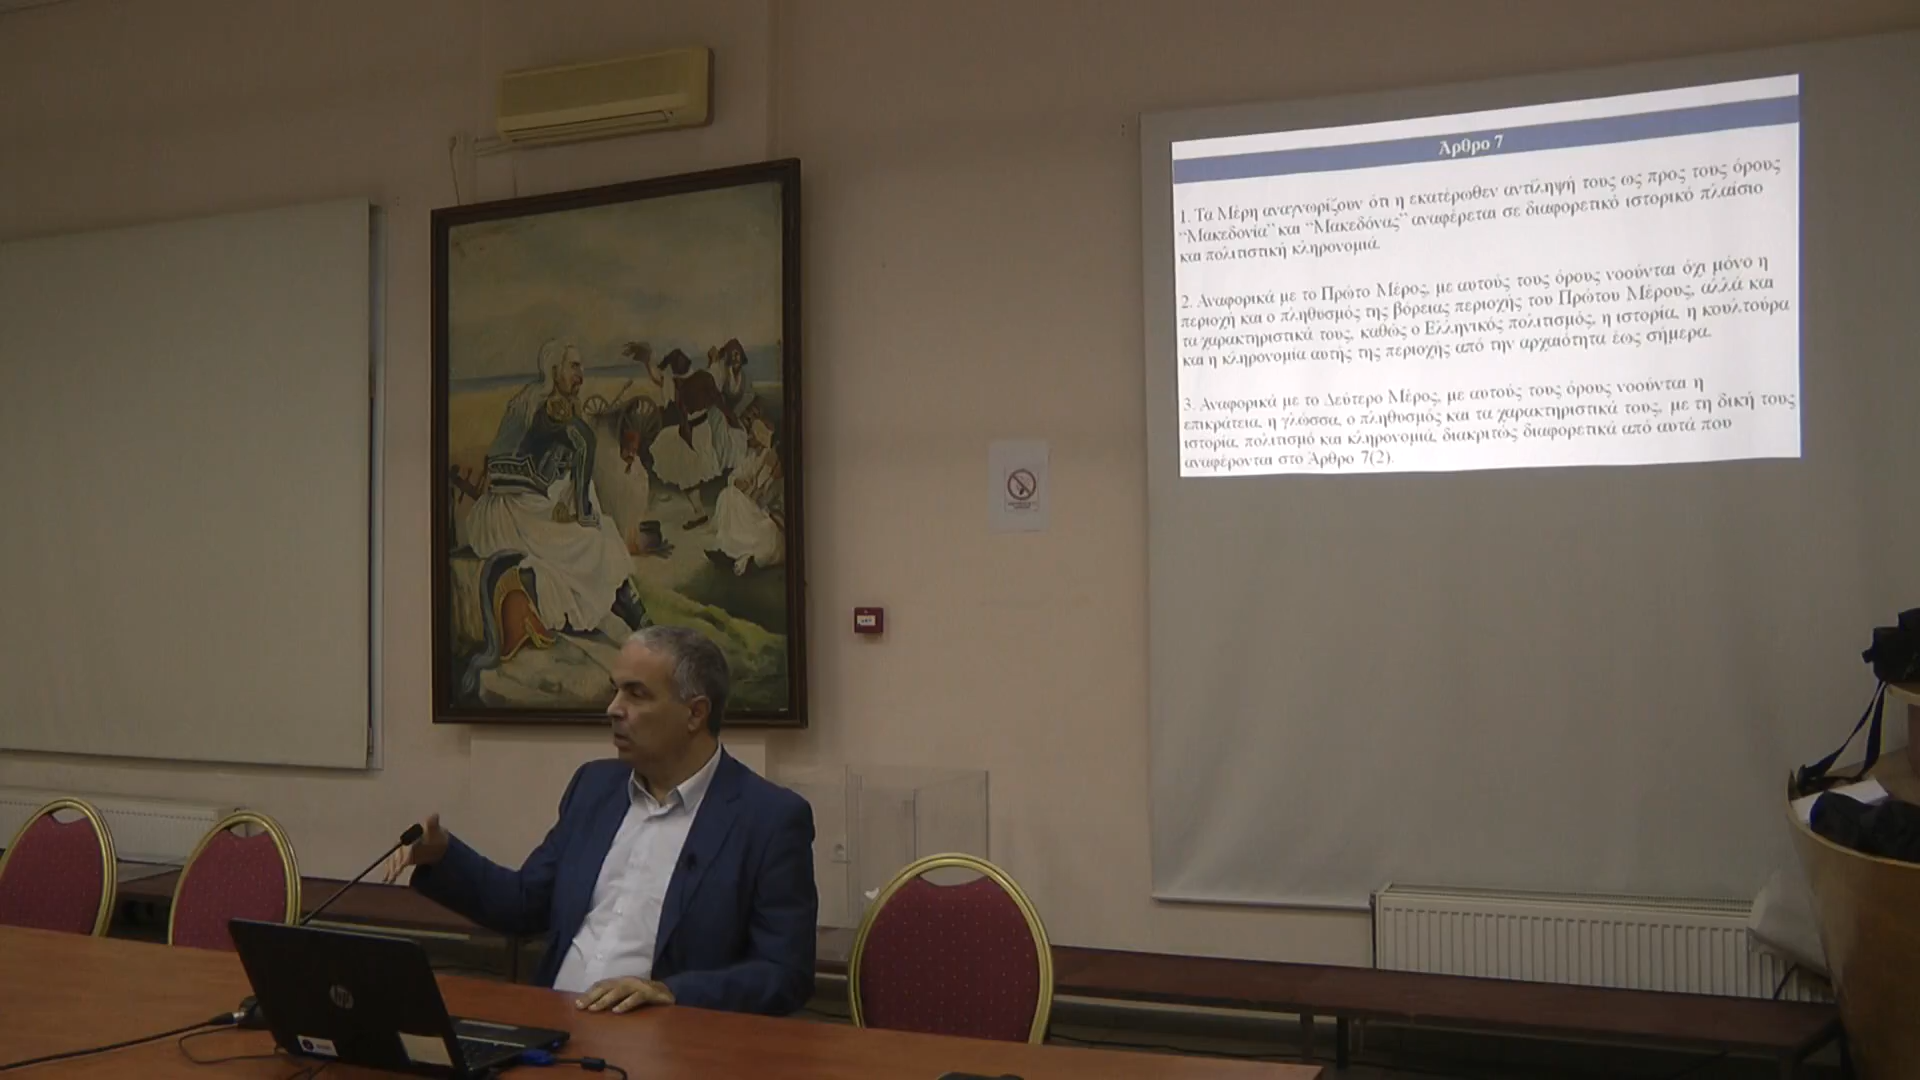 Άρθρο 7
1. Τα Μέρη αναγνωρίζουν ότι η εκατέρωθεν αντίληψή τους ως προς τους όρους
“Μακεδονία” και “Μακεδόνας” αναφέρεται σε διαφορετικό ιστορικό πλαίσιο
και πολιτιστική κληρονομιά.
2. Αναφορικά με το Πρώτο Μέρος, με αυτούς τους όρους νοούνται όχι μόνο η
περιοχή και ο πληθυσμός της βόρειας περιοχής του Πρώτου Μέρους, αλλά και
τα χαρακτηριστικά τους, καθώς ο Ελληνικός πολιτισμός, η ιστορία, η κουλτούρα
και η κληρονομιά αυτής της περιοχής από την αρχαιότητα έως σήμερα.
3. Αναφορικά με το Δεύτερο Μέρος, με αυτούς τους όρους νοούνται η
επικράτεια, η γλώσσα, ο πληθυσμός και τα χαρακτηριστικά τους, με τη δική τους
ιστορία, πολιτισμό και κληρονομιά, διακριτώς διαφορετικά από αυτά που
αναφέρονται στο Άρθρο 7(2).
hp